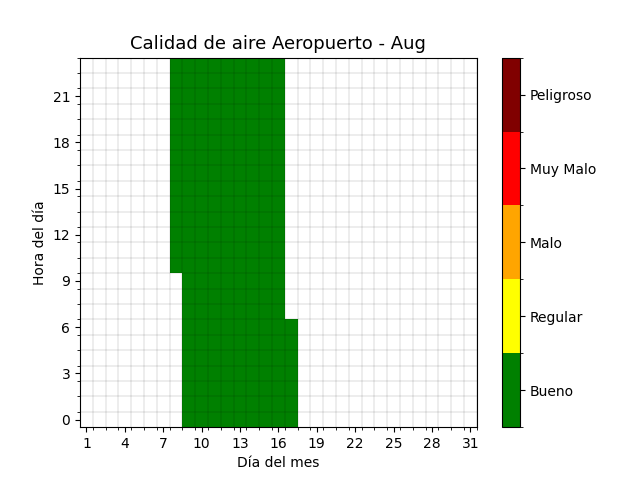 Calidad de aire Aeropuerto - Aug
Hora del día
21
18
15
12
9
6
3
0
1 4 7 10 13 16 19 22 25 28 31
Día del mes
Peligroso
Muy Malo
Malo
Regular
Bueno